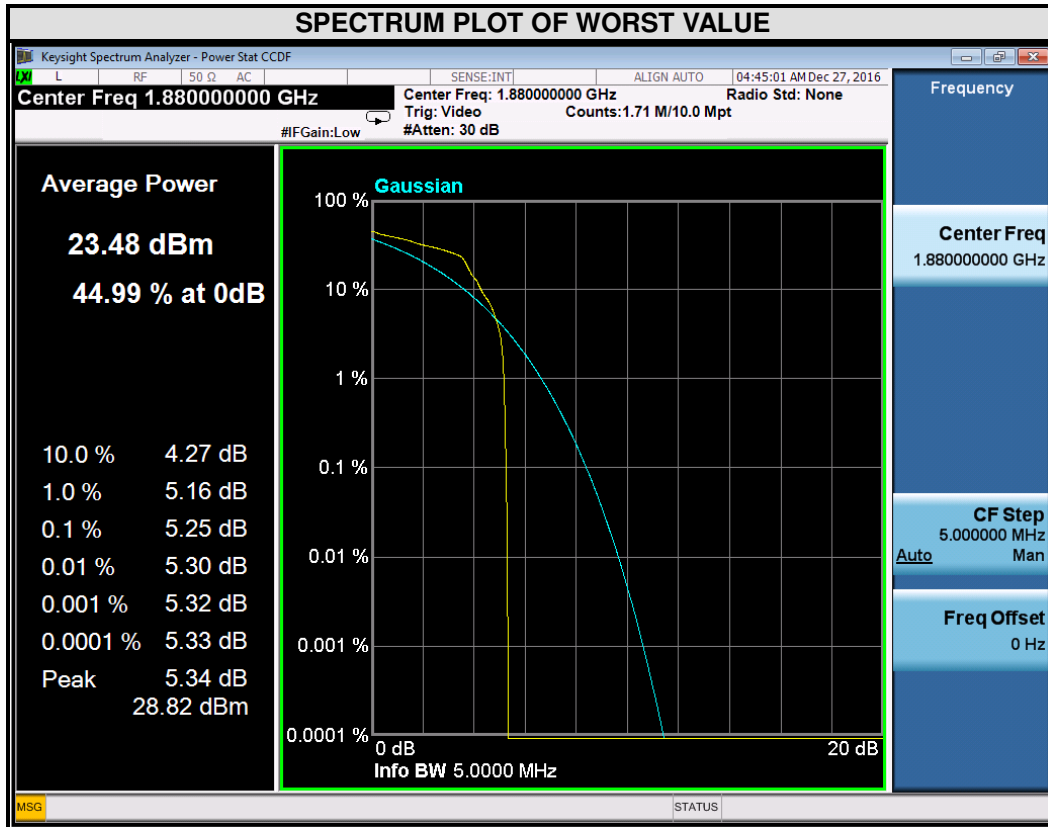 SPECTRUM PLOT OF WORST VALUE
Keysight Spectrum Analyzer - Power Stat CCDF
LXI L RF 50 Ω AC SENSE:INT ALIGN AUTO 04:45:01 AM Dec 27, 2016
Center Freq 1.880000000 GHz
#IFGain:Low
Center Freq: 1.880000000 GHz Radio Std: None
Trig: Video Counts:1.71 M/10.0 Mpt
#Atten: 30 dB
Average Power
23.48 dBm
44.99 % at 0dB
10.0 % 4.27 dB
1.0 % 5.16 dB
0.1 % 5.25 dB
0.01 % 5.30 dB
0.001 % 5.32 dB
0.0001 % 5.33 dB
Peak 5.34 dB
28.82 dBm
Gaussian
100 %
10 %
1 %
0.1 %
0.01 %
0.001 %
0.0001 %
0 dB 20 dB
Info BW 5.0000 MHz
Frequency
Center Freq
1.880000000 GHz
CF Step
5.000000 MHz
Auto Man
Freq Offset
0 Hz
MSG STATUS